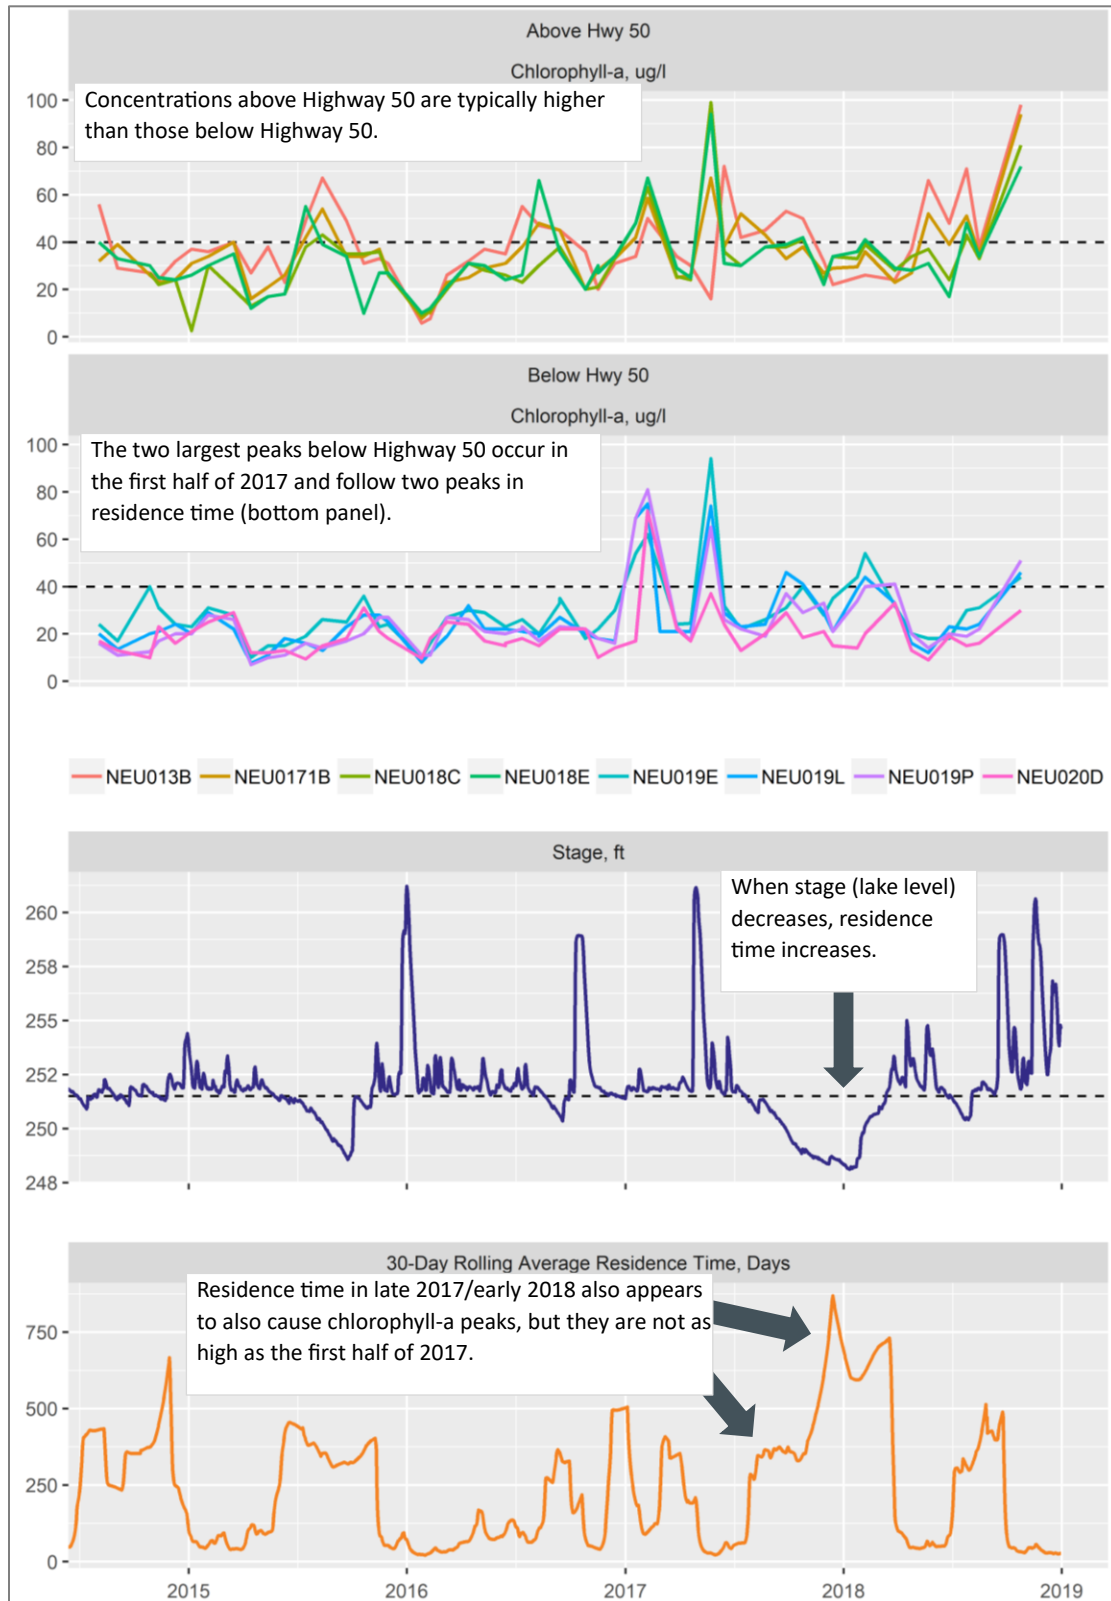 Above Hwy 50
Chlorophyll-a, ug/l
Concentrations above Highway 50 are typically higher
than those below Highway 50.
100
80
60
40
20
0
Below Hwy 50
Chlorophyll-a, ug/l
The two largest peaks below Highway 50 occur in
the first half of 2017 and follow two peaks in
residence time (bottom panel).
100
80
60
40
20
0
NEU013B NEU0171B NEU018C NEU018E NEU019E NEU019L NEU019P NEU020D
Stage, ft
When stage (lake level)
decreases, residence
time increases.
260
258
255
252
250
248
30-Day Rolling Average Residence Time, Days
Residence time in late 2017/early 2018 also appears
to also cause chlorophyll-a peaks, but they are not as
high as the first half of 2017.
750
500
250
0
2015 2016 2017 2018 2019